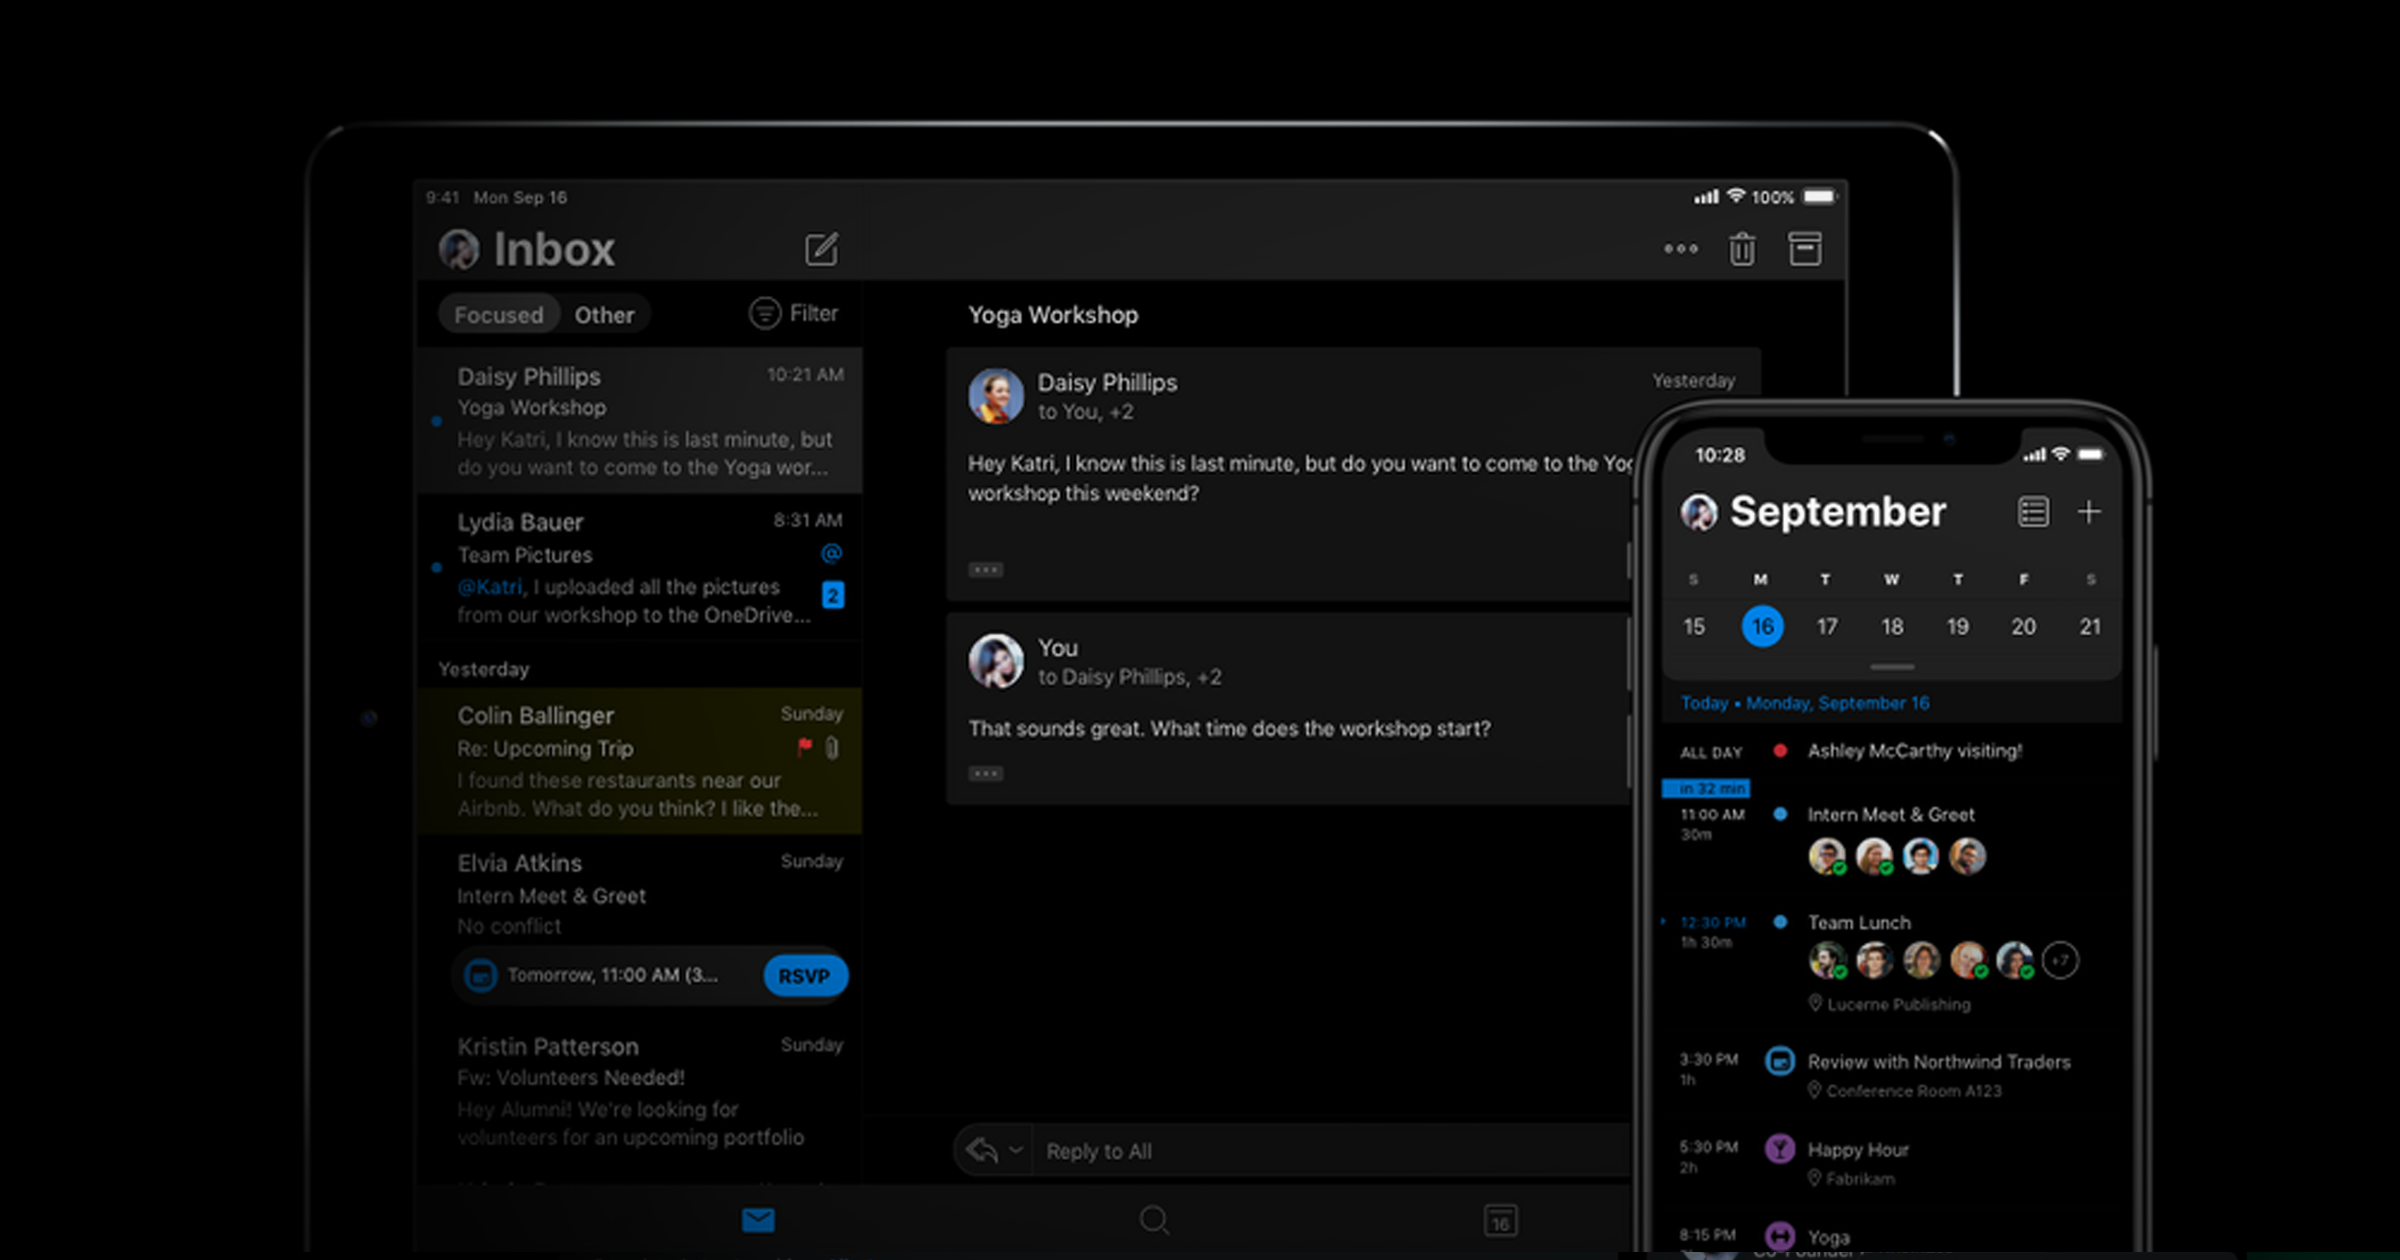 9:41 Mon Sep 16
100%
Inbox
Focused Other Filter
Daisy Phillips 10:21 AM
Yoga Workshop
Hey Katri, I know this is last minute, but
do you want to come to the Yoga wor...
Lydia Bauer 8:31 AM
Team Pictures @
@Katri, I uploaded all the pictures 2
from our workshop to the OneDrive...
Yesterday
Colin Ballinger Sunday
Re: Upcoming Trip
I found these restaurants near our
Airbnb. What do you think? I like the...
Elvia Atkins Sunday
Intern Meet & Greet
No conflict
Tomorrow, 11:00 AM (3... RSVP
Kristin Patterson Sunday
Fw: Volunteers Needed!
Hey Alumni! We're looking for
volunteers for an upcoming portfolio
Yoga Workshop
Daisy Phillips Yesterday
to You, +2
Hey Katri, I know this is last minute, but do you want to come to the
workshop this weekend?
You
to Daisy Phillips, +2
That sounds great. What time does the workshop start?
Reply to All
16
10:28
September
S M T W T F S
15 16 17 18 19 20 21
Today • Monday, September 16
ALL DAY Ashley McCarthy visiting!
in 32 min
11:00 AM Intern Meet & Greet
30m
12:30 PM Team Lunch
1h 30m
+7
Lucerne Publishing
3:30 PM Review with Northwind Traders
1h
Conference Room A123
5:30 PM Happy Hour
2h
Fabrikam
8:15 PM Yoga